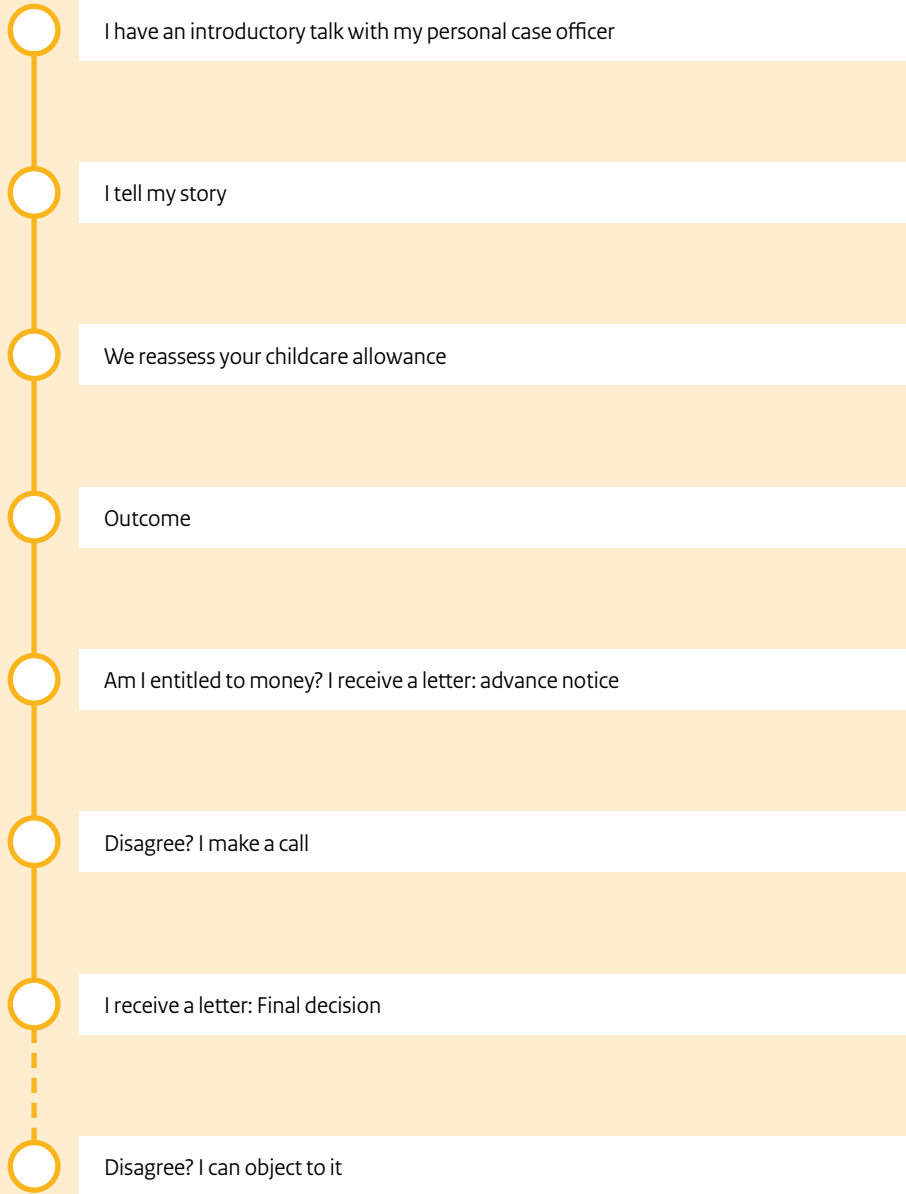 I have an introductory talk with my personal case officer
I tell my story
We reassess your childcare allowance
Outcome
Am I entitled to money? I receive a letter: advance notice
Disagree? I make a call
I receive a letter: Final decision
Disagree? I can object to it